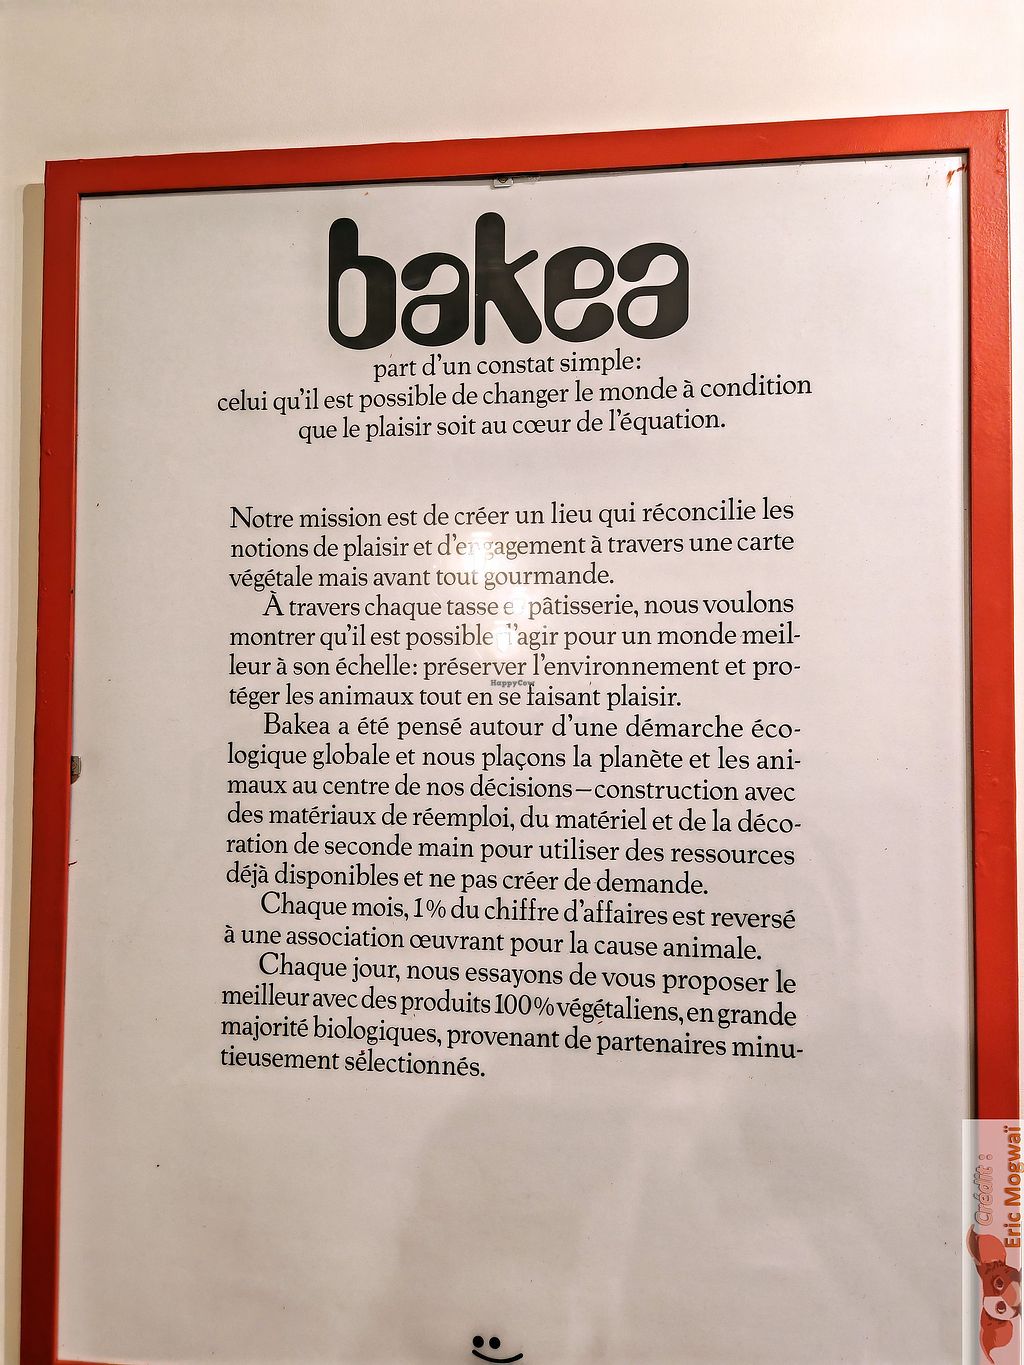 bakea
part d'un constat simple:
celui qu'il est possible de changer le monde à condition
que le plaisir soit au cœur de l'équation.
Notre mission est de créer un lieu qui réconcilie les
notions de plaisir et d'engagement à travers une carte
végétale mais avant tout gourmande.
À travers chaque tasse e pâtisserie, nous voulons
montrer qu'il est possible d'agir pour un monde meil-
leur à son échelle: préserver l'environnement et pro-
téger les animaux tout en se faisant plaisir.
Bakea a été pensé autour d'une démarche éco-
logique globale et nous plaçons la planète et les ani-
maux au centre de nos décisions—construction avec
des matériaux de réemploi, du matériel et de la déco-
ration de seconde main pour utiliser des ressources
déjà disponibles et ne pas créer de demande.
Chaque mois, 1% du chiffre d'affaires est reversé
à une association œuvrant pour la cause animale.
Chaque jour, nous essayons de vous proposer le
meilleur avec des produits 100% végétaliens, en grande
majorité biologiques, provenant de partenaires minu-
tieusement sélectionnés.
HappyCow
Crédit :
Eric Mogwaï